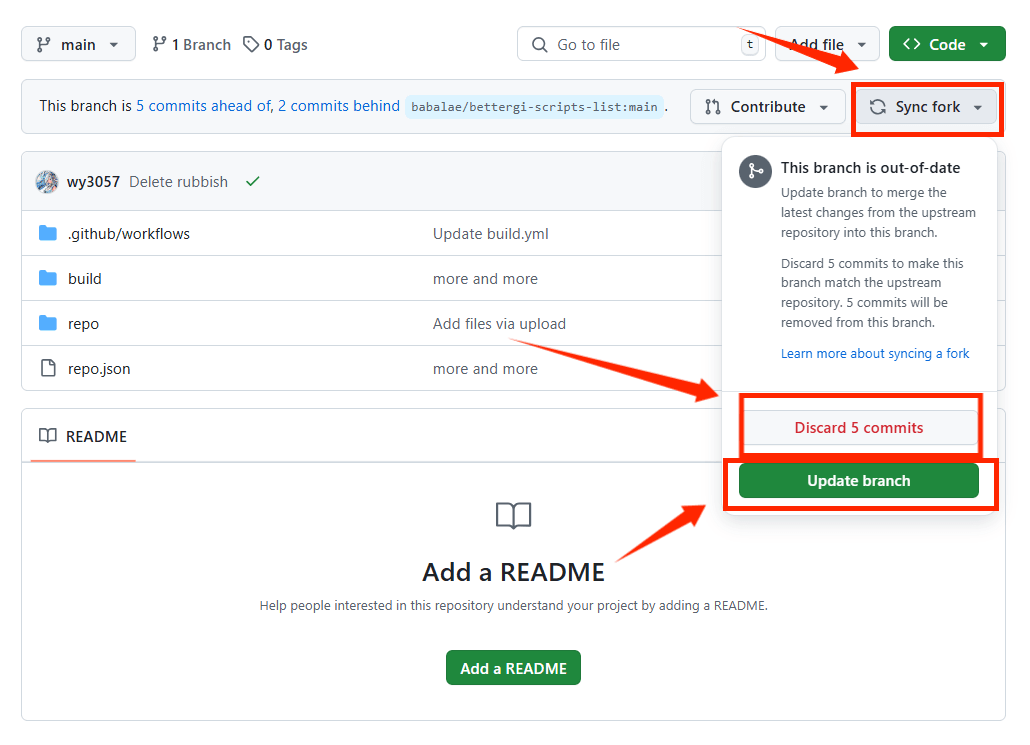 main
1 Branch
0 Tags
Go to file
t
Add file
Code
This branch is 5 commits ahead of, 2 commits behind babalae/bettergi-scripts-list:main .
Contribute
Sync fork
wy3057 Delete rubbish
This branch is out-of-date
Update branch to merge the
latest changes from the upstream
repository into this branch.
Discard 5 commits to make this
branch match the upstream
repository. 5 commits will be
removed from this branch.
Learn more about syncing a fork
Discard 5 commits
Update branch
.github/workflows Update build.yml
build more and more
repo Add files via upload
repo.json more and more
README
Add a README
Help people interested in this repository understand your project by adding a README.
Add a README